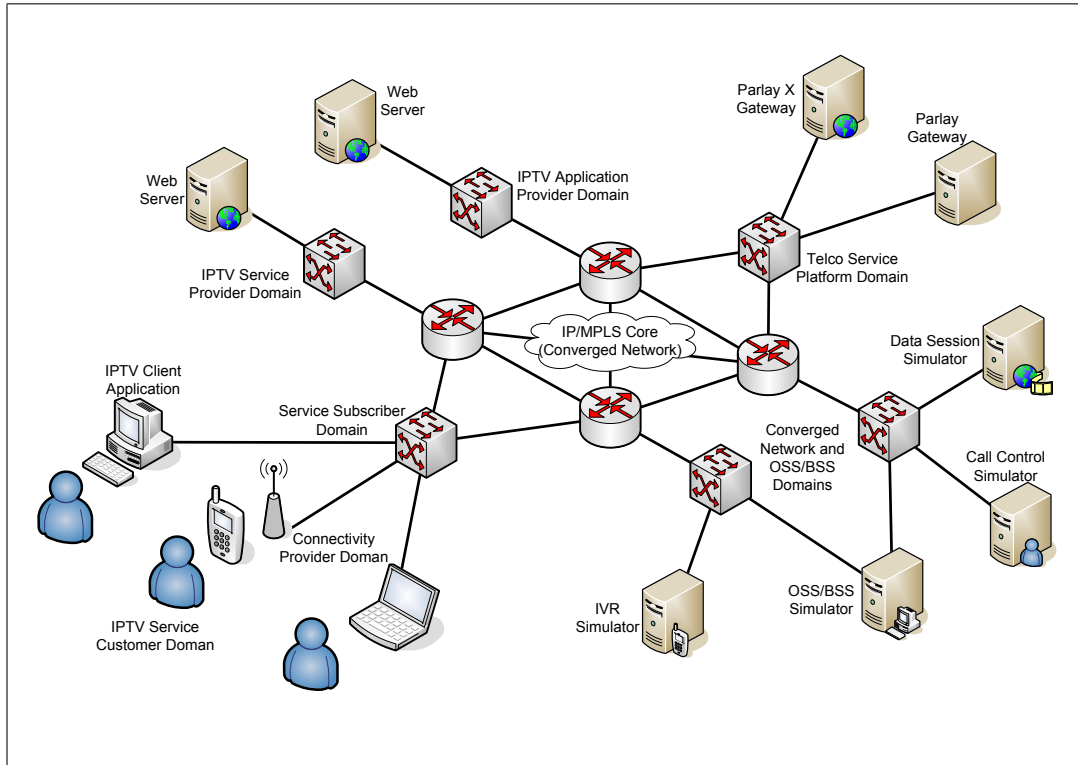 Parlay X
Gateway
Web
Server
Parlay
Gateway
Web
Server
IPTV Application
Provider Domain
IPTV Service
Provider Domain
Telco Service
Platform Domain
IP/MPLS Core
(Converged Network)
Data Session
Simulator
IPTV Client
Application
Service Subscriber
Domain
Converged
Network and
OSS/BSS
Domains
Call Control
Simulator
Connectivity
Provider Doman
IPTV Service
Customer Doman
IVR
Simulator
OSS/BSS
Simulator